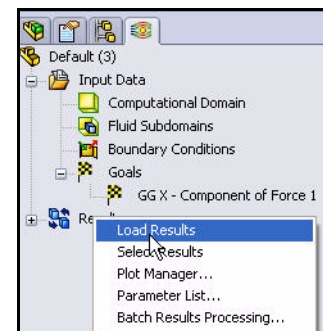 Default (3)
Input Data
Computational Domain
Fluid Subdomains
Boundary Conditions
Goals
GG X - Component of Force 1
Load Results
Select Results
Plot Manager...
Parameter List...
Batch Results Processing...